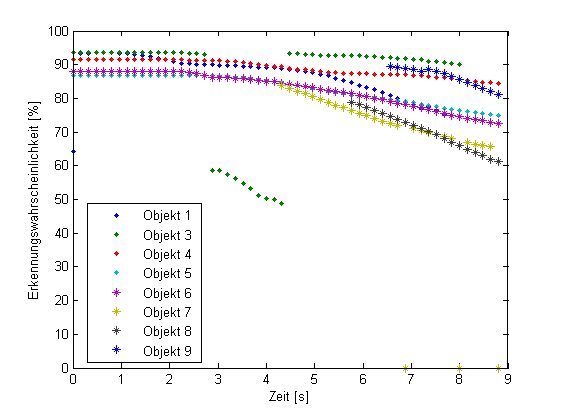 100
90
80
70
60
50
40
30
20
10
0
Erkennungswahrscheinlichkeit [%]
Objekt 1
Objekt 3
Objekt 4
Objekt 5
Objekt 6
Objekt 7
Objekt 8
Objekt 9
0 1 2 3 4 5 6 7 8 9
Zeit [s]